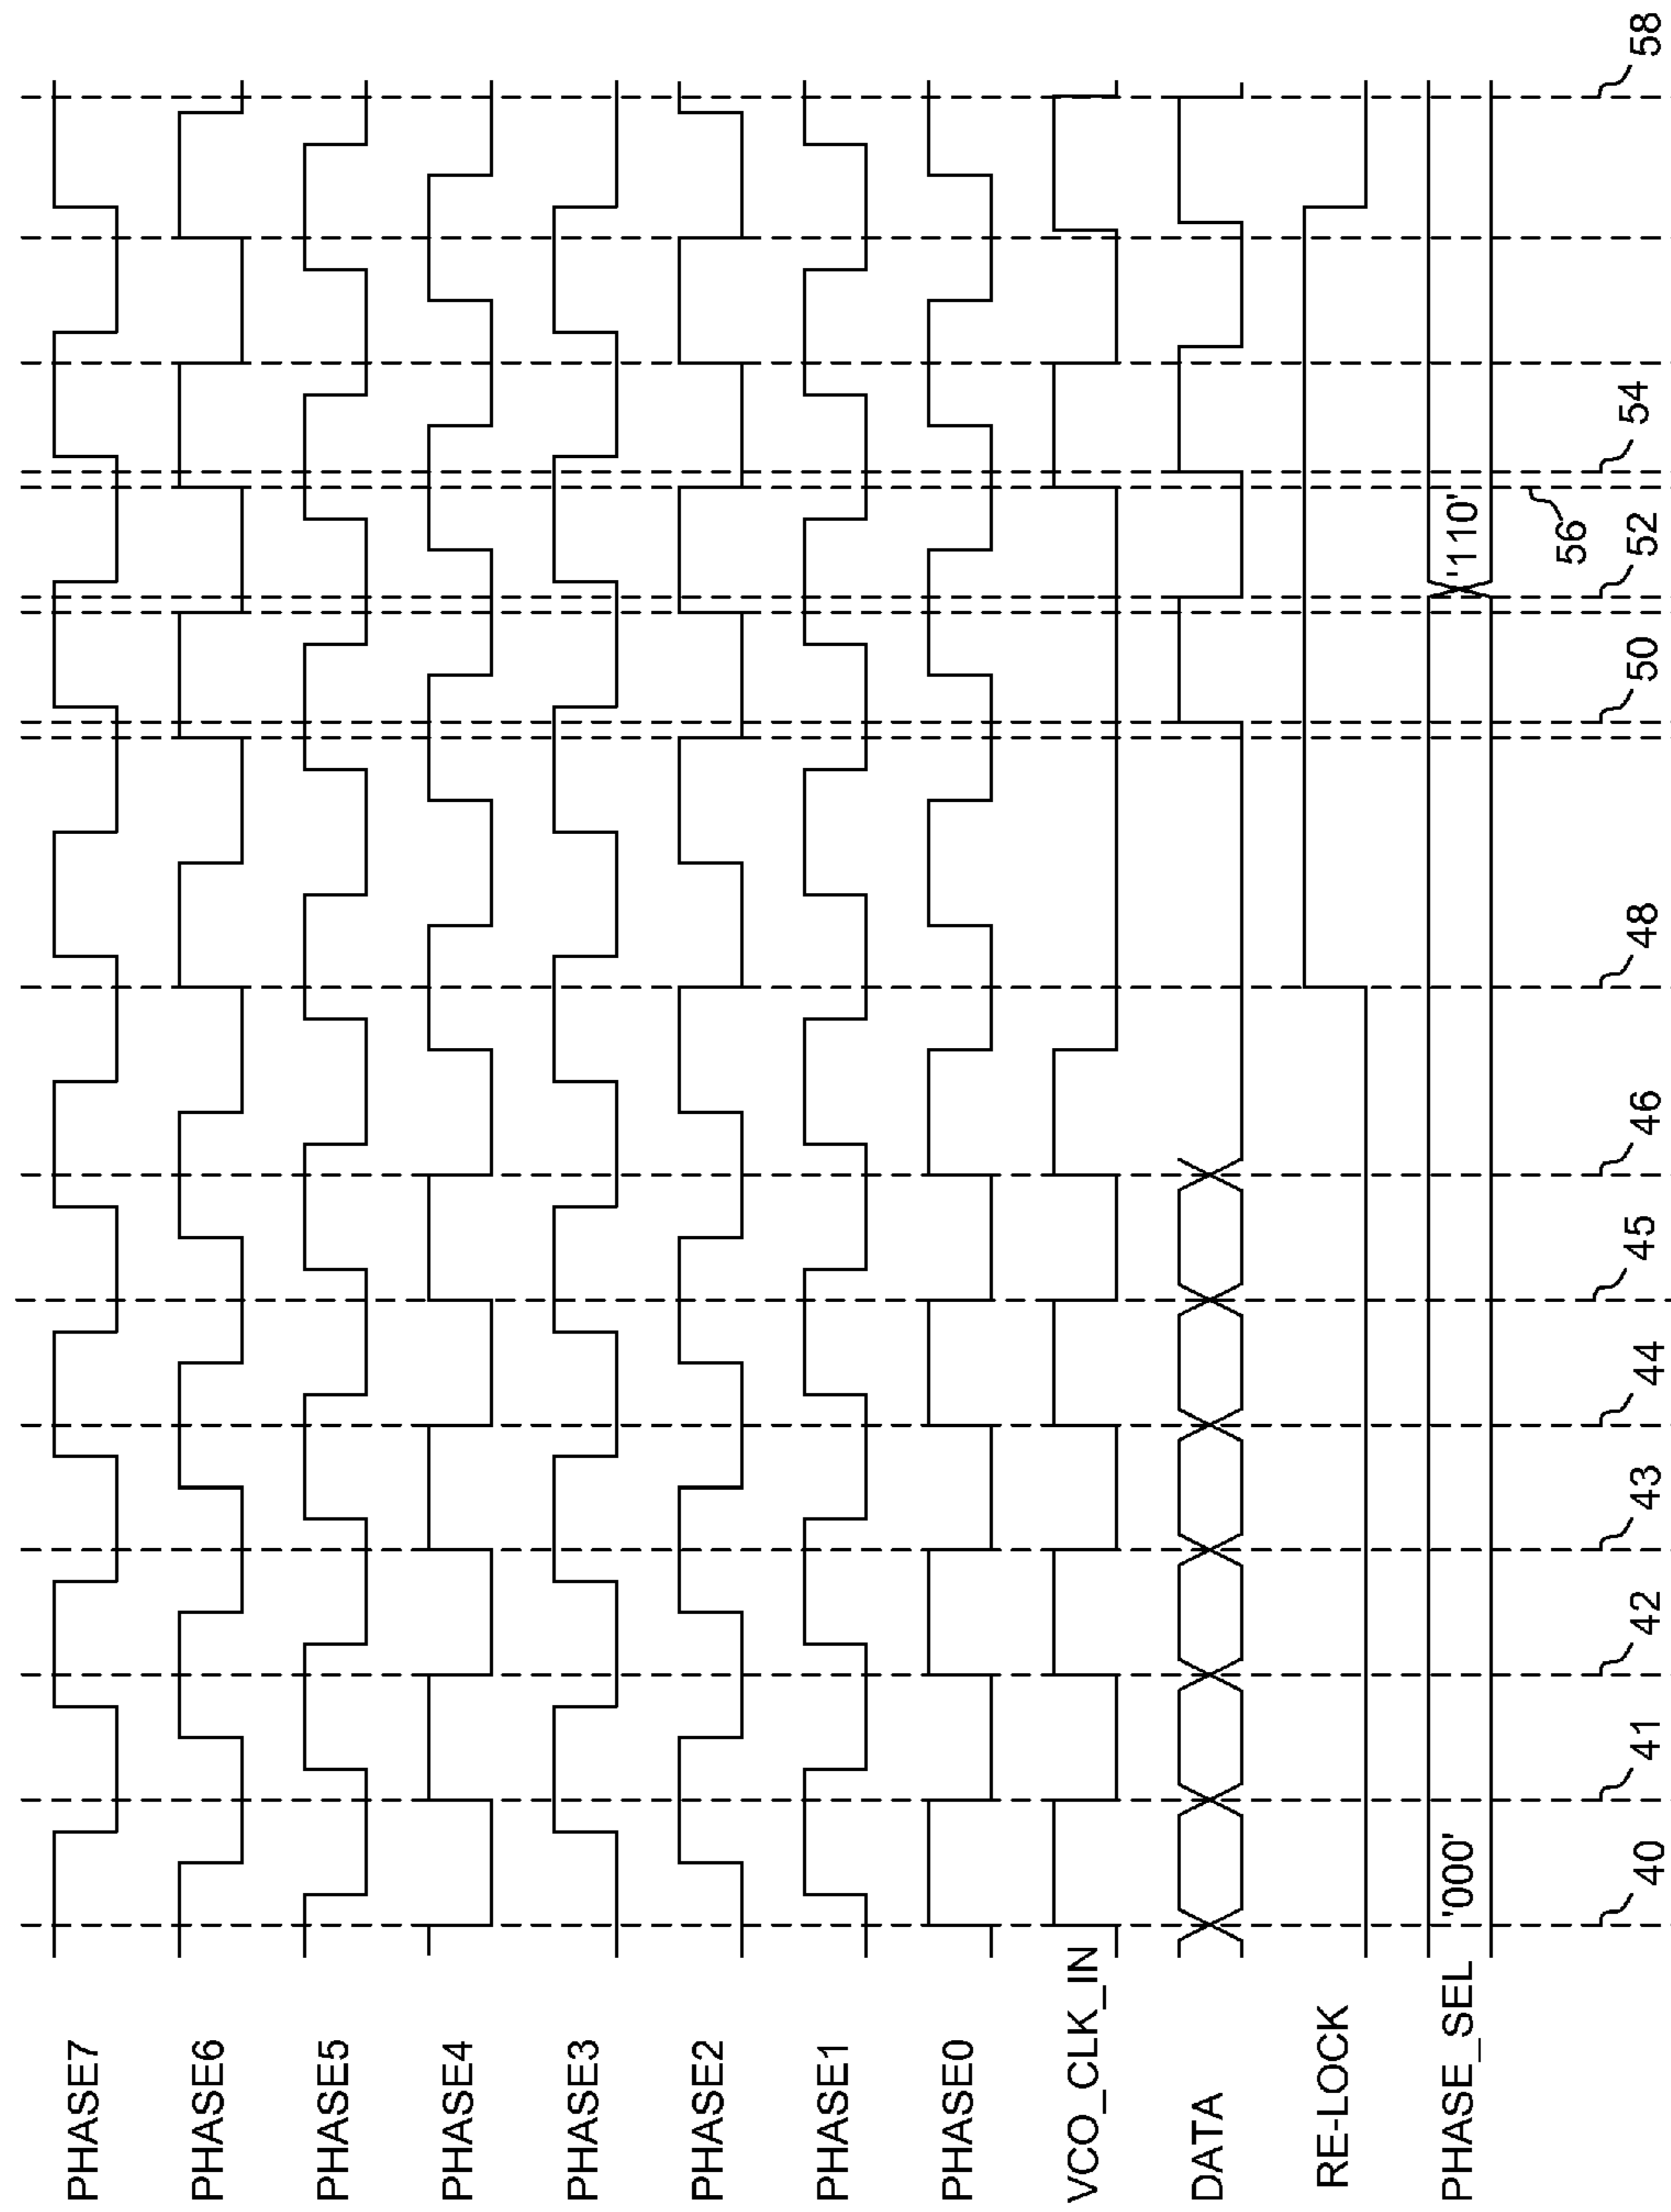 PHASE7
PHASE6
PHASE5
PHASE4
PHASE3
PHASE2
PHASE1
PHASE0
VCO_CLK_IN
DATA
RE-LOCK
PHASE_SEL '000' '110'
56
40 41 42 43 44 45 46 48 50 52 54 58